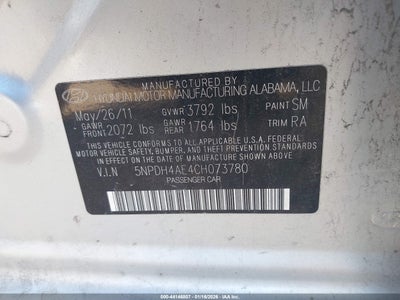 HYUNDAI MOTOR MANUFACTURING ALABAMA, LLC
May/26/11 GVWR 3792 lbs PAINT SM
GAWR FRONT 2072 lbs GAWR REAR 1764 lbs TRIM RA
THIS VEHICLE CONFORMS TO ALL APPLICABLE U.S.A. FEDERAL MOTOR VEHICLE
BUMPER, SAFETY, AND THEFT PREVENTION STANDARDS IN EFFECT ON THE DATE OF
MANUFACTURE SHOWN ABOVE.
V.I.N 5NPDH4AE4CH073780
PASSENGER CAR